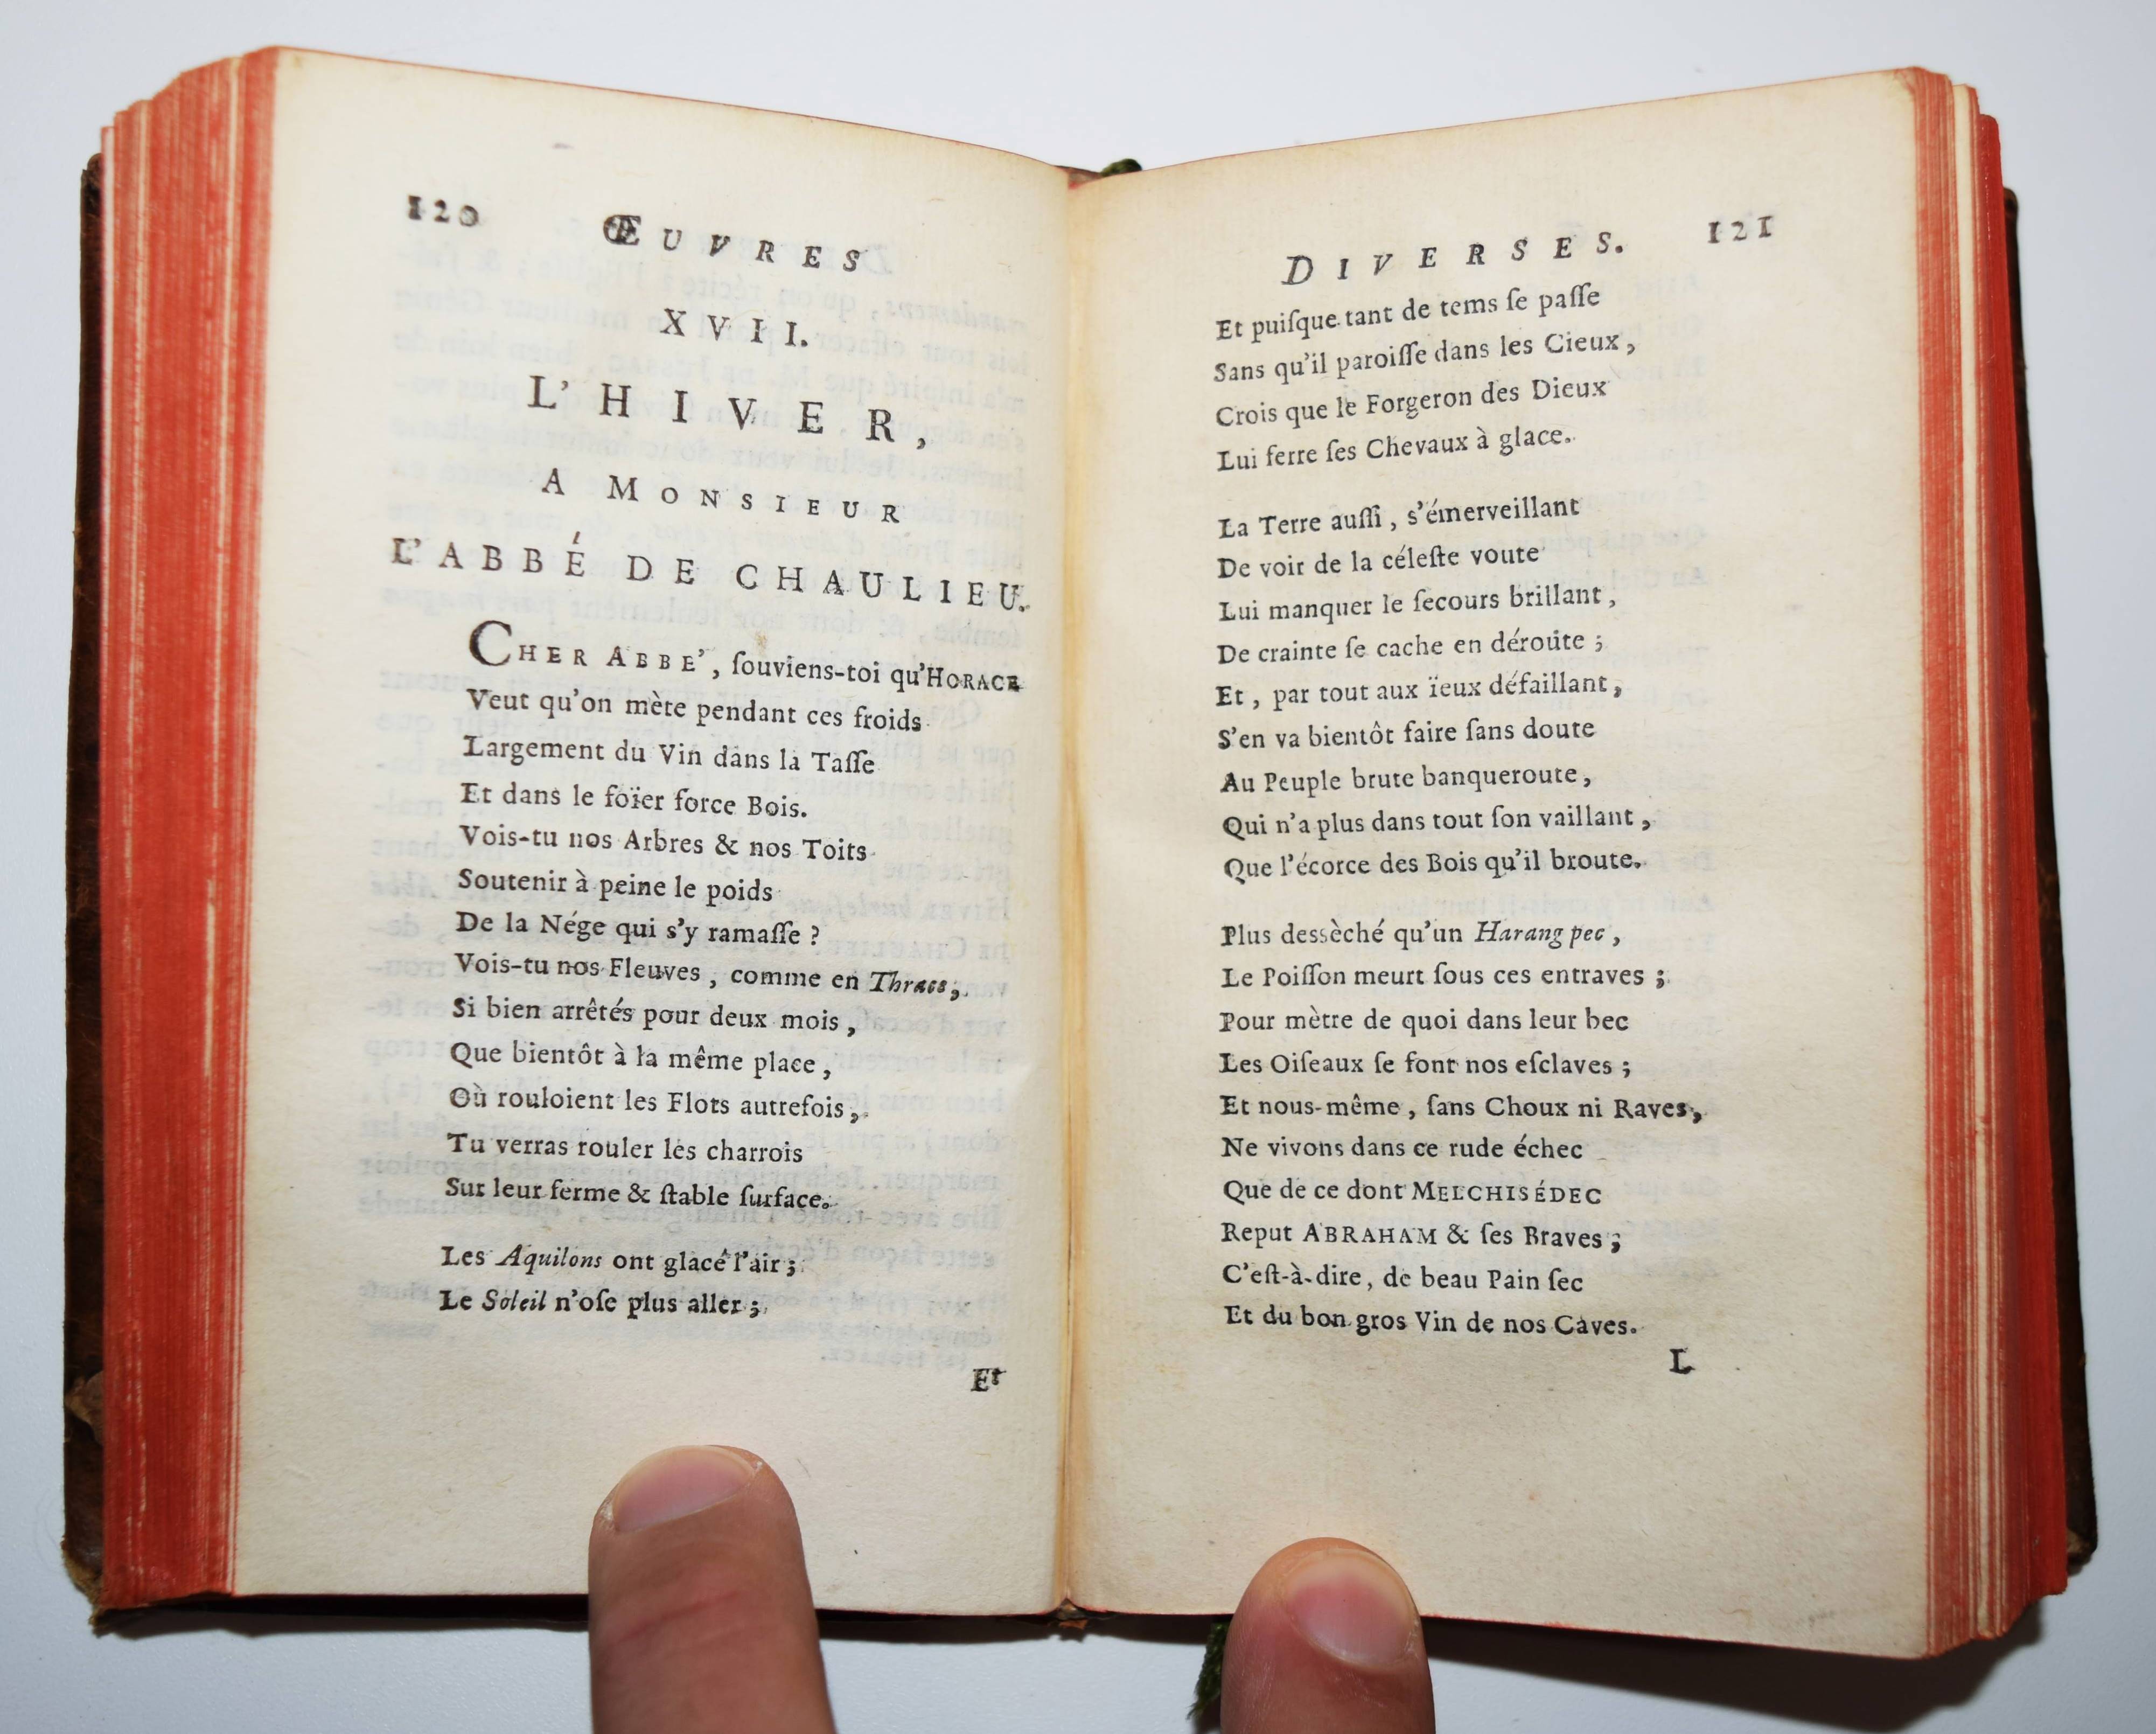 120 ŒUVRES
XVII.
L'HIVER,
A MONSIEUR
L'ABBÉ DE CHAULIEU.
CHER ABBE', ſouviens-toi qu'HORACE
Veut qu'on mète pendant ces froids
Largement du Vin dans la Taſſe
Et dans le foïer force Bois.
Vois-tu nos Arbres & nos Toits
Soutenir à peine le poids
De la Nége qui s'y ramaſſe ?
Vois-tu nos Fleuves, comme en Thrace,
Si bien arrêtés pour deux mois,
Que bientôt à la même place,
Où rouloient les Flots autrefois,
Tu verras rouler les charrois
Sur leur ferme & ſtable ſurface.
Les Aquilons ont glacé l'air ;
Le Soleil n'oſe plus aller ;
Et
DIVERSES. 121
Et puiſque tant de tems ſe paſſe
Sans qu'il paroiſſe dans les Cieux,
Crois que le Forgeron des Dieux
Lui ferre ſes Chevaux à glace.
La Terre auſſi, s'émerveillant
De voir de la céleſte voute
Lui manquer le ſecours brillant,
De crainte ſe cache en déroute ;
Et, par tout aux ïeux défaillant,
S'en va bientôt faire ſans doute
Au Peuple brute banqueroute,
Qui n'a plus dans tout ſon vaillant,
Que l'écorce des Bois qu'il broute.
Plus dessèché qu'un Harang pec,
Le Poiſſon meurt ſous ces entraves ;
Pour mètre de quoi dans leur bec
Les Oiſeaux ſe font nos eſclaves ;
Et nous-même, ſans Choux ni Raves,
Ne vivons dans ce rude échec
Que de ce dont MELCHISÉDEC
Reput ABRAHAM & ſes Braves ;
C'eſt-à-dire, de beau Pain ſec
Et du bon gros Vin de nos Caves.
L